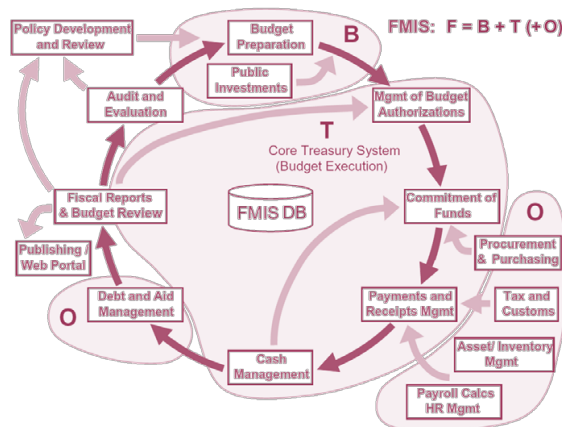 Policy Development
and Review
Budget
Preparation
B
FMIS: F = B + T (+O)
Public
Investments
Audit and
Evaluation
Mgmt of Budget
Authorizations
T
Core Treasury System
(Budget Execution)
Fiscal Reports
& Budget Review
FMIS DB
Commitment of
Funds
O
Publishing /
Web Portal
Procurement
& Purchasing
O
Debt and Aid
Management
Payments and
Receipts Mgmt
Tax and
Customs
Cash
Management
Asset/ Inventory
Mgmt
Payroll Calcs
HR Mgmt